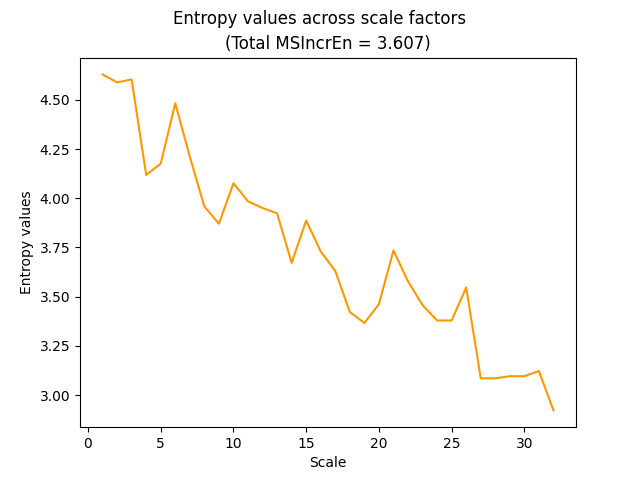 Entropy values across scale factors
(Total MSIncrEn = 3.607)
4.50
4.25
4.00
3.75
3.50
3.25
3.00
Entropy values
0 5 10 15 20 25 30
Scale